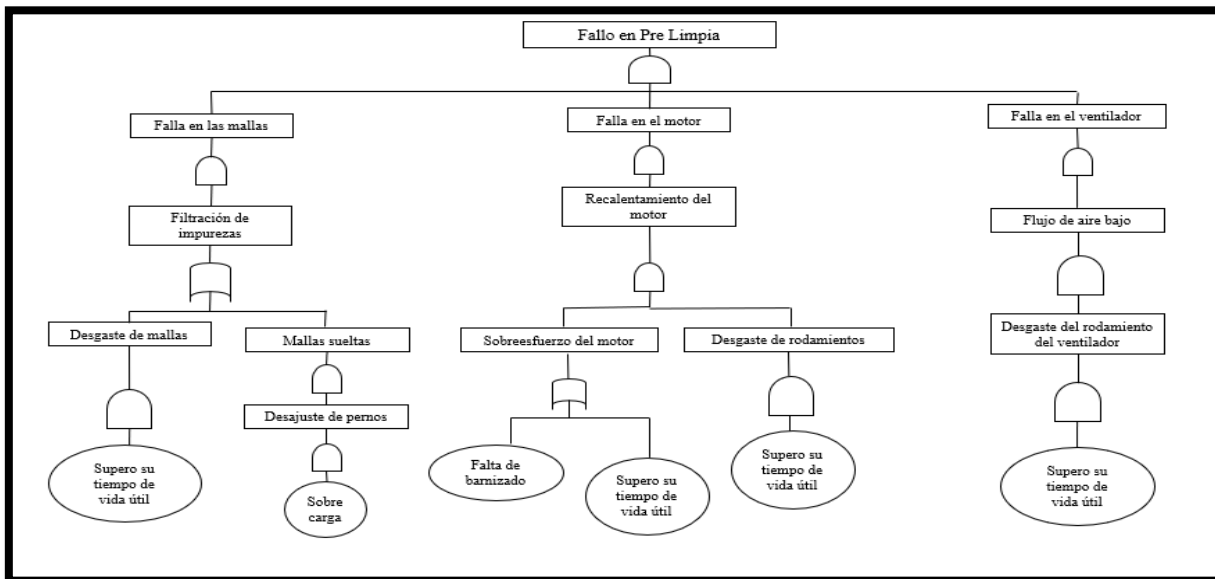 Fallo en Pre Limpia
Falla en las mallas
Falla en el motor
Falla en el ventilador
Recalentamiento del
motor
Filtración de
impurezas
Flujo de aire bajo
Desgaste de mallas
Mallas sueltas
Sobreesfuerzo del motor
Desgaste de rodamientos
Desgaste del rodamiento
del ventilador
Desajuste de pernos
Supero su
tiempo de
vida útil
Sobre
carga
Falta de
barnizado
Supero su
tiempo de
vida útil
Supero su
tiempo de
vida útil
Supero su
tiempo de
vida útil